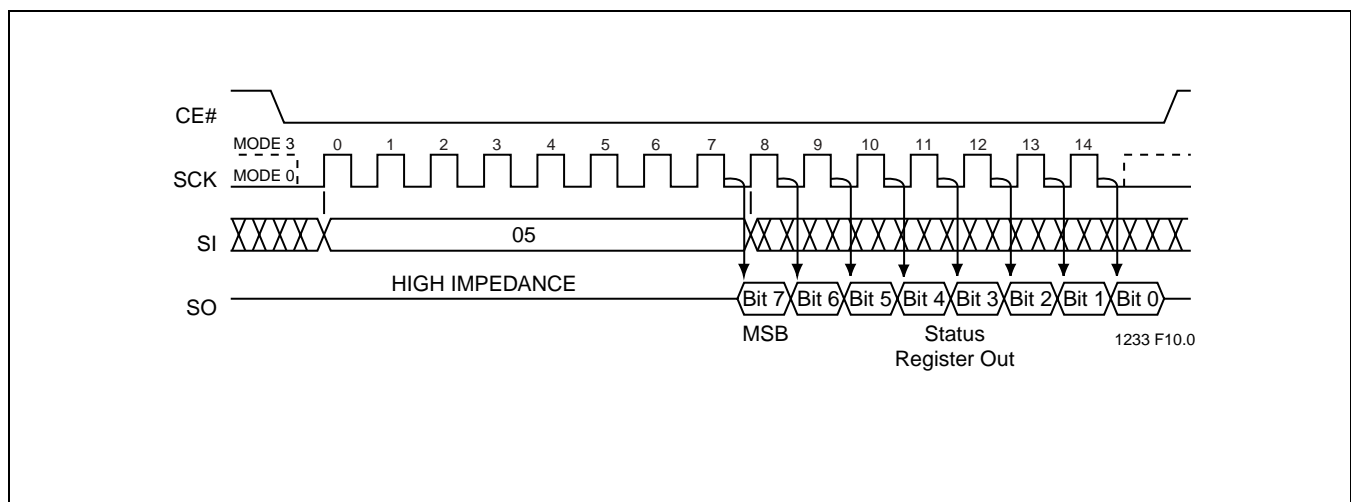 CE#
MODE 3 0 1 2 3 4 5 6 7 8 9 10 11 12 13 14
SCK MODE 0
SI 05
HIGH IMPEDANCE
SO Bit 7 Bit 6 Bit 5 Bit 4 Bit 3 Bit 2 Bit 1 Bit 0
MSB Status 1233 F10.0
Register Out